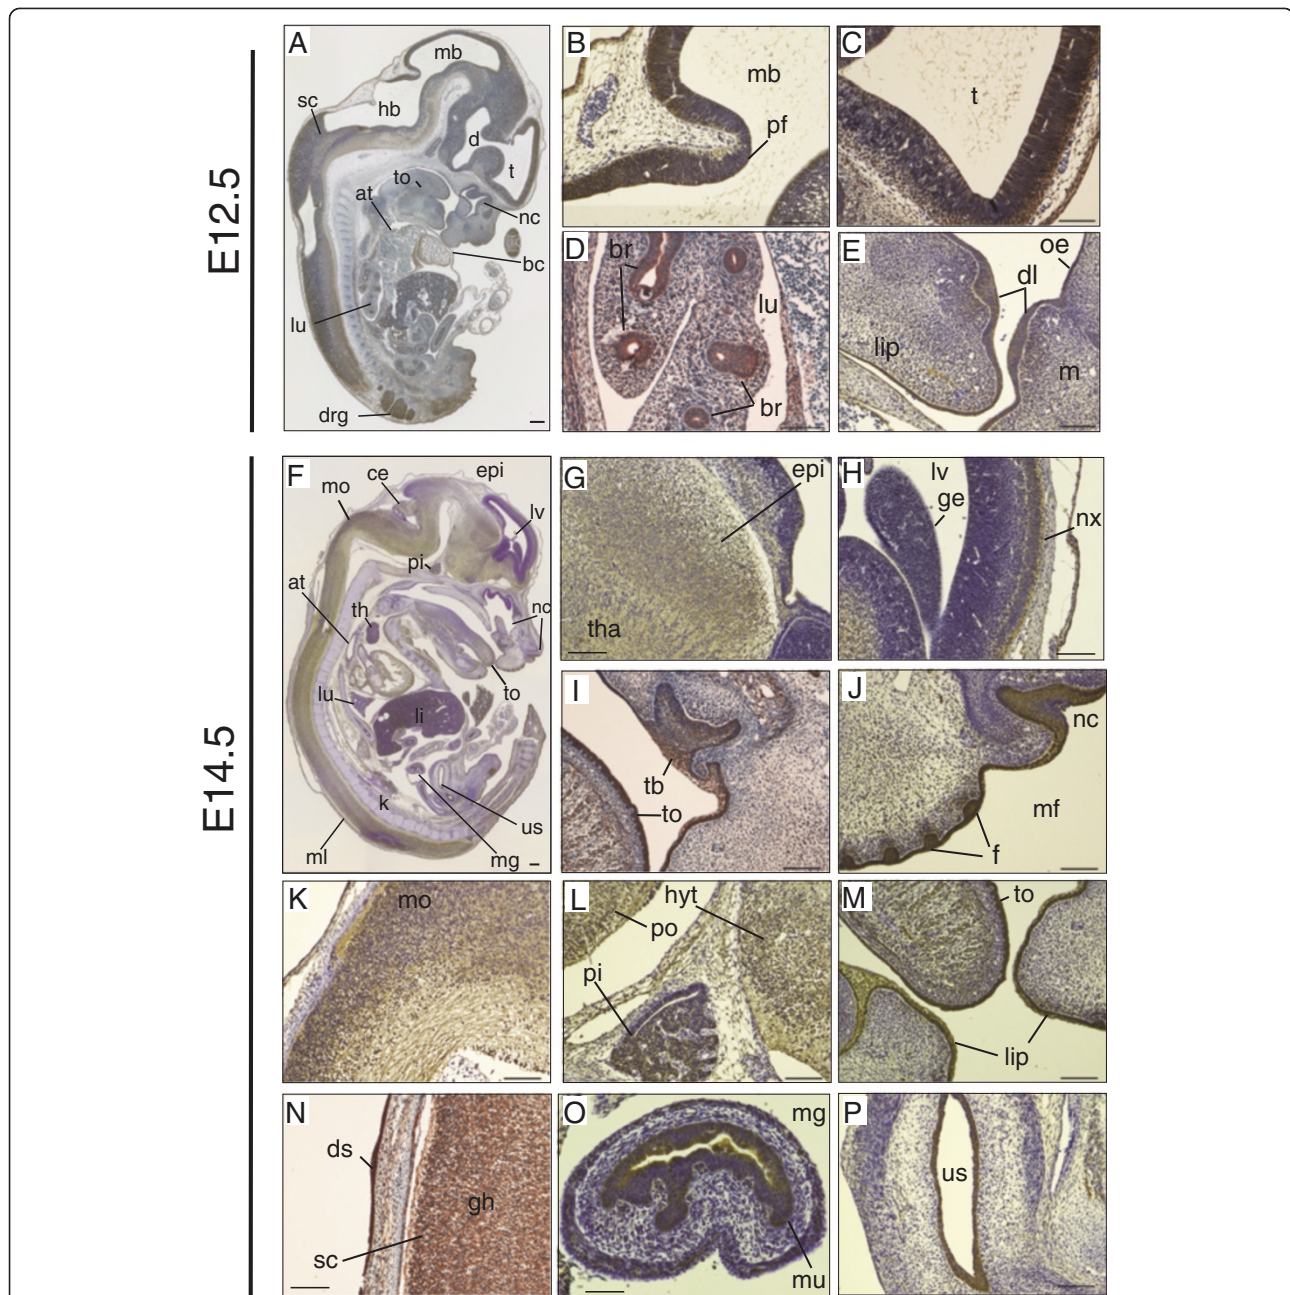 E12.5
A
mb
sc
hb
d
t
to
at
nc
bc
lu
drg
B
mb
pf
C
t
D
br
lu
br
E
oe
dl
lip
m
E14.5
F
epi
ce
mo
lv
pi
at
th
nc
to
lu
li
k
us
ml
mg
G
epi
tha
H
lv
ge
nx
I
tb
to
J
nc
mf
f
K
mo
L
hyt
po
pi
M
to
lip
N
ds
gh
sc
O
mg
mu
P
us